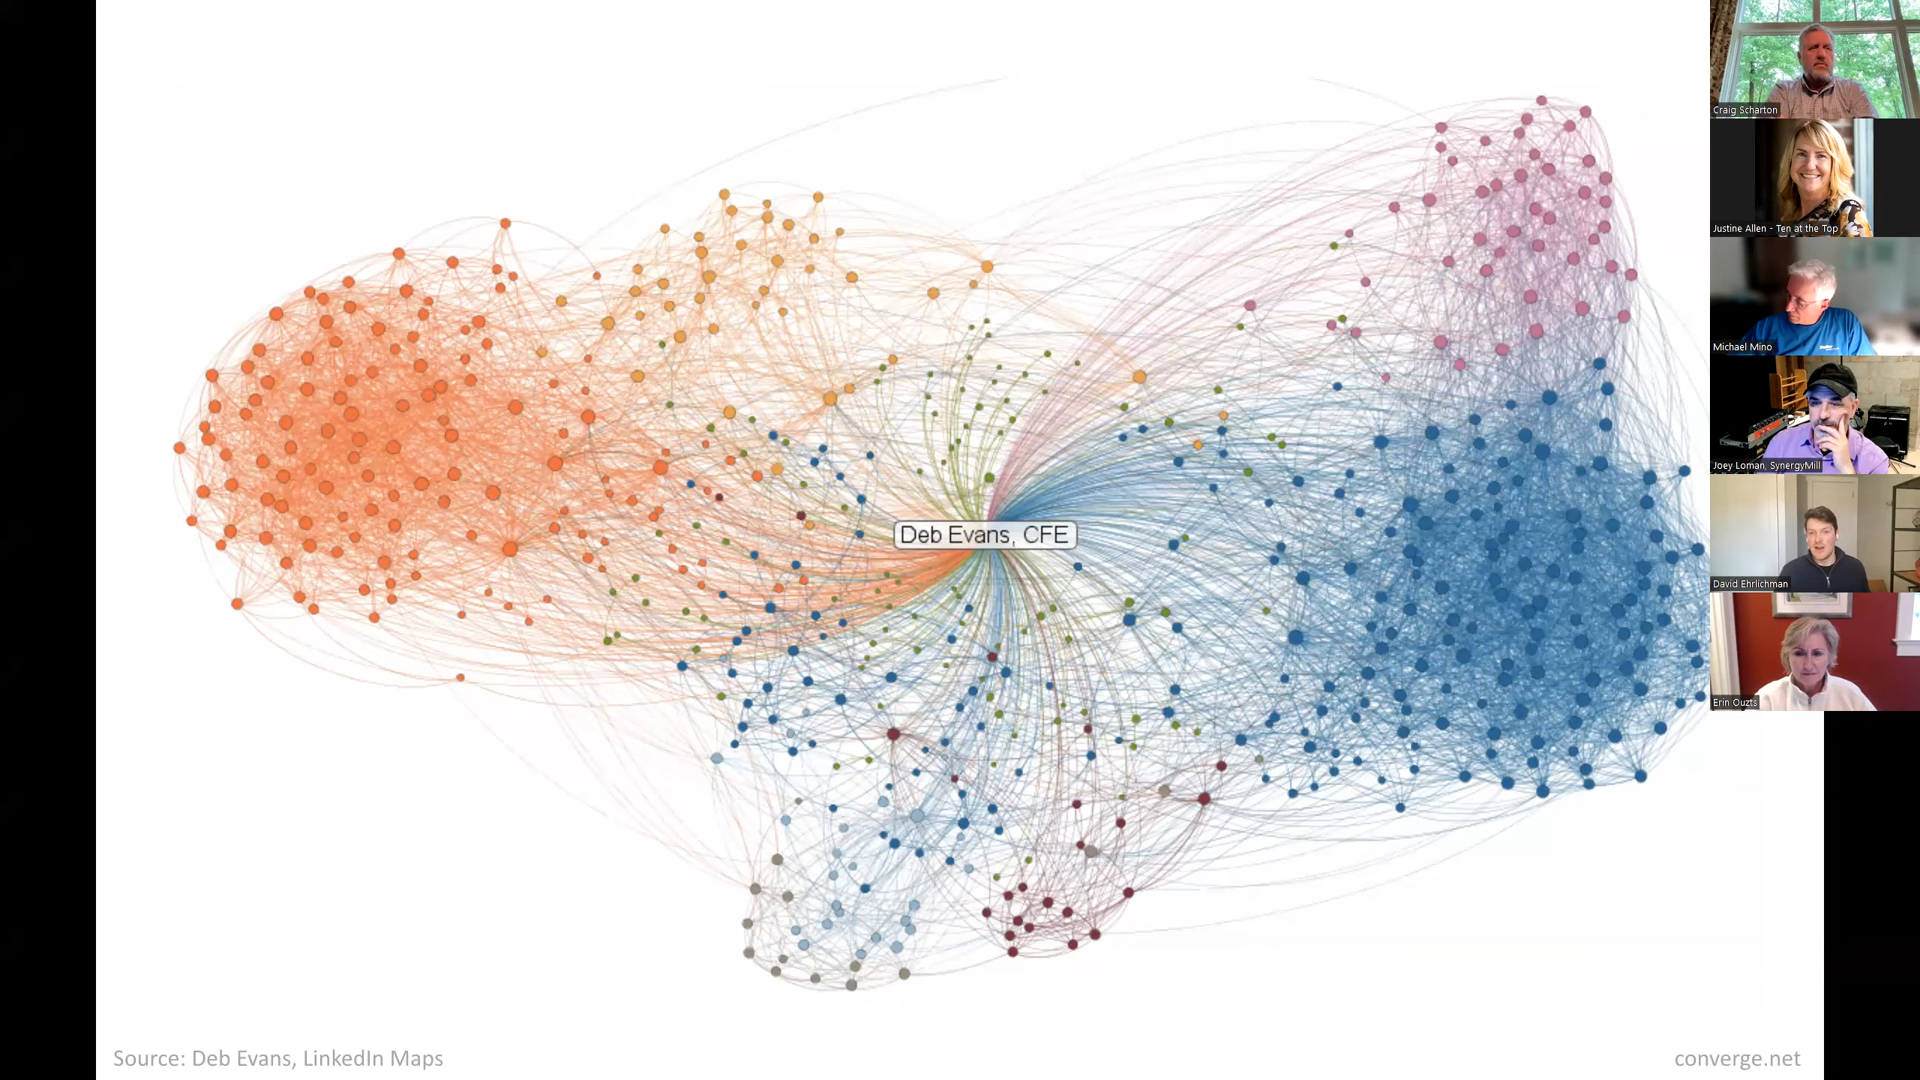 Deb Evans, CFE
Source: Deb Evans, LinkedIn Maps
converge.net
Craig Scharton
Justine Allen - Ten at the Top
Michael Mino
Joey Loman, SynergyMill
David Ehrlichman
Erin Ouzts